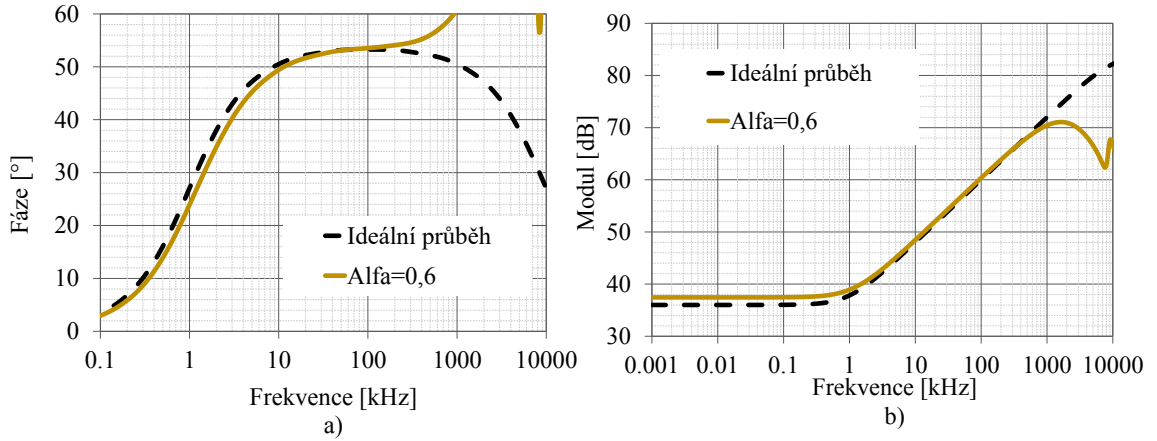 60
50
40
30
20
10
0
Fáze [°]
Ideální průběh
Alfa=0,6
0.1 1 10 100 1000 10000
Frekvence [kHz]
a)
90
80
70
60
50
40
30
Modul [dB]
Ideální průběh
Alfa=0,6
0.001 0.01 0.1 1 10 100 1000 10000
Frekvence [kHz]
b)